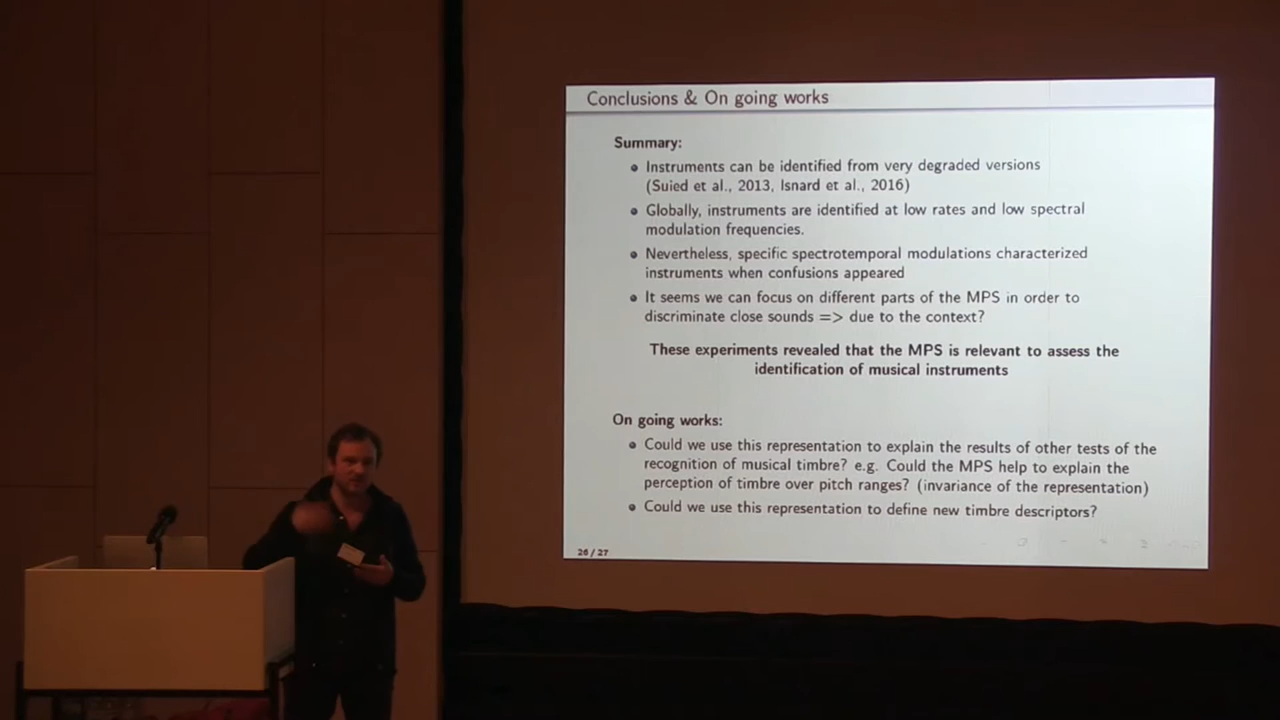 Conclusions & On going works
Summary:
Instruments can be identified from very degraded versions
(Suied et al., 2013, Isnard et al., 2016)
Globally, instruments are identified at low rates and low spectral
modulation frequencies.
Nevertheless, specific spectrotemporal modulations characterized
instruments when confusions appeared
It seems we can focus on different parts of the MPS in order to
discriminate close sounds => due to the context?
These experiments revealed that the MPS is relevant to assess the
identification of musical instruments
On going works:
Could we use this representation to explain the results of other tests of the
recognition of musical timbre? e.g. Could the MPS help to explain the
perception of timbre over pitch ranges? (invariance of the representation)
Could we use this representation to define new timbre descriptors?
26 / 27